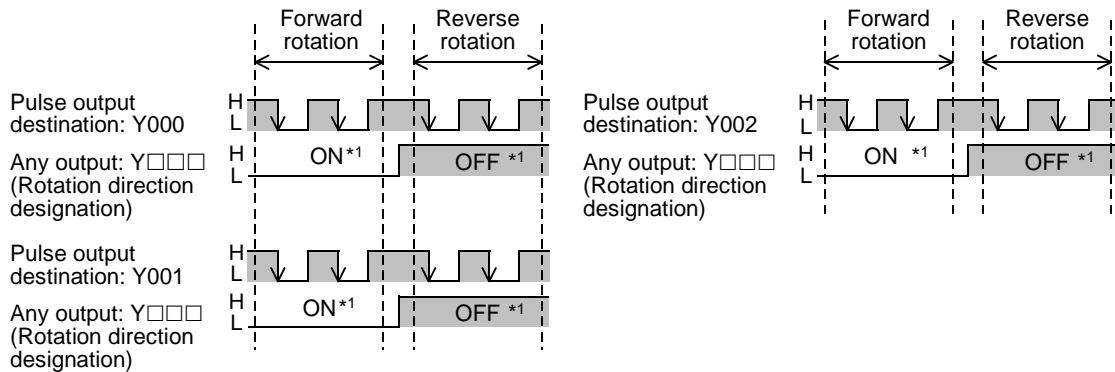 Forward rotation
Reverse rotation
Pulse output
destination: Y000
H
L
Any output: Y□□□
(Rotation direction
designation)
H
L
ON*1
OFF *1
Pulse output
destination: Y001
H
L
Any output: Y□□□
(Rotation direction
designation)
H
L
ON*1
OFF *1
Forward rotation
Reverse rotation
Pulse output
destination: Y002
H
L
Any output: Y□□□
(Rotation direction
designation)
H
L
ON *1
OFF *1